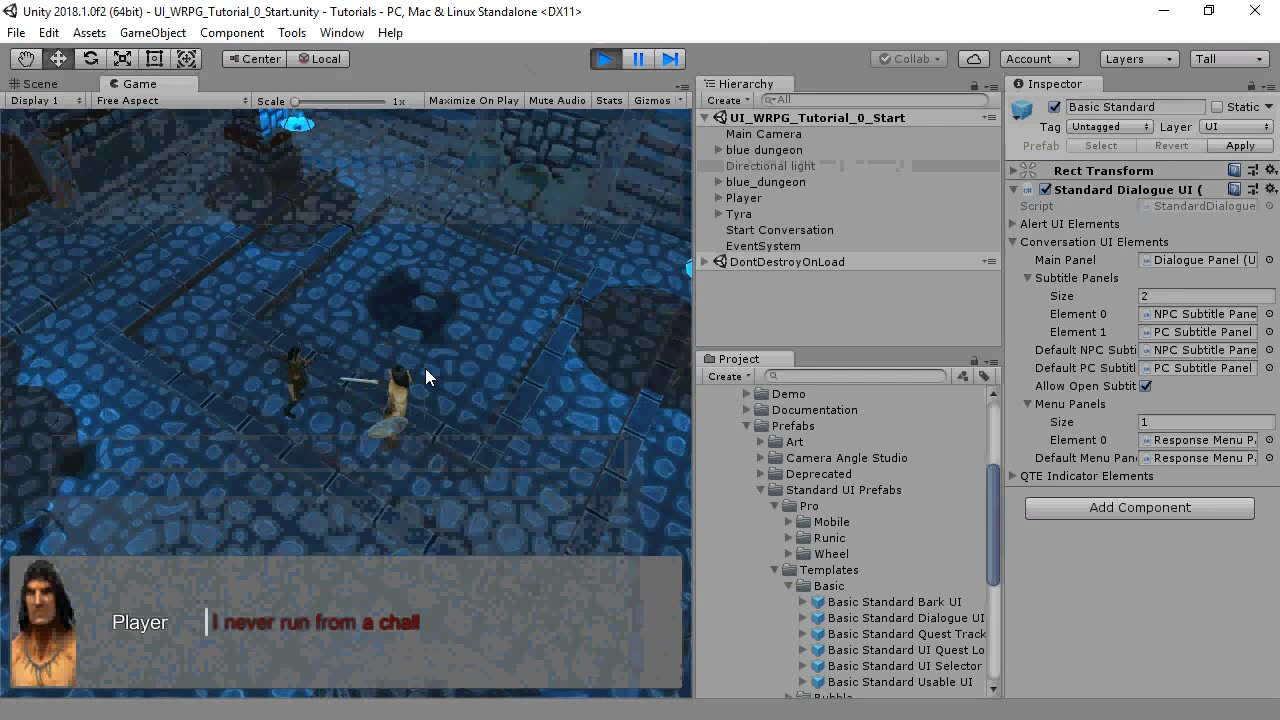 Unity 2018.1.0f2 (64bit) - UI_WRPG_Tutorial_0_Start.unity - Tutorials - PC, Mac & Linux Standalone <DX11>
File Edit Assets GameObject Component Tools Window Help
Center Local Collab Account Layers Tall
Scene Game
Display 1 Free Aspect Scale 1x Maximize On Play Mute Audio Stats Gizmos
Player I never run from a chall
Hierarchy
Create All
UI_WRPG_Tutorial_0_Start
Main Camera
blue dungeon
Directional light
blue_dungeon
Player
Tyra
Start Conversation
EventSystem
DontDestroyOnLoad
Project
Create
Demo
Documentation
Prefabs
Art
Camera Angle Studio
Deprecated
Standard UI Prefabs
Pro
Mobile
Runic
Wheel
Templates
Basic
Basic Standard Bark UI
Basic Standard Dialogue UI
Basic Standard Quest Track
Basic Standard UI Quest Lo
Basic Standard UI Selector
Basic Standard Usable UI
Inspector
Basic Standard Static
Tag Untagged Layer UI
Prefab Select Revert Apply
Rect Transform
Standard Dialogue UI (
Script StandardDialogue
Alert UI Elements
Conversation UI Elements
Main Panel Dialogue Panel (U
Subtitle Panels
Size 2
Element 0 NPC Subtitle Pane
Element 1 PC Subtitle Panel
Default NPC Subti NPC Subtitle Pane
Default PC Subtit PC Subtitle Panel
Allow Open Subtit
Menu Panels
Size 1
Element 0 Response Menu P
Default Menu Pan Response Menu P
QTE Indicator Elements
Add Component